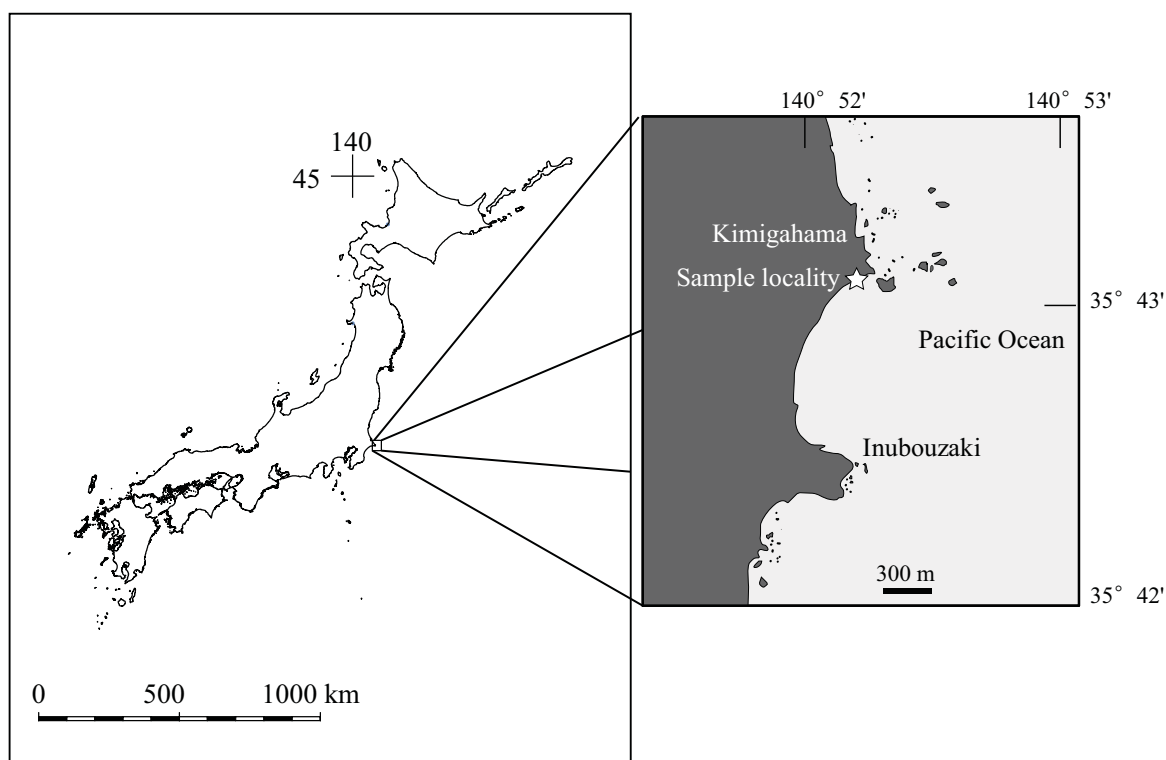 140
45
0 500 1000 km
140° 52' 140° 53'
Kimigahama
Sample locality
35° 43'
Pacific Ocean
Inubouzaki
300 m
35° 42'